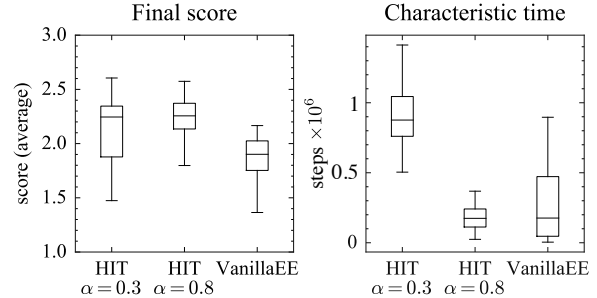 Final score
Characteristic time
score (average)
3.0
2.5
2.0
1.5
1.0
HIT
α = 0.3
HIT
α = 0.8
VanillaEE
steps ×10⁶
1
0.5
0
HIT
α = 0.3
HIT
α = 0.8
VanillaEE